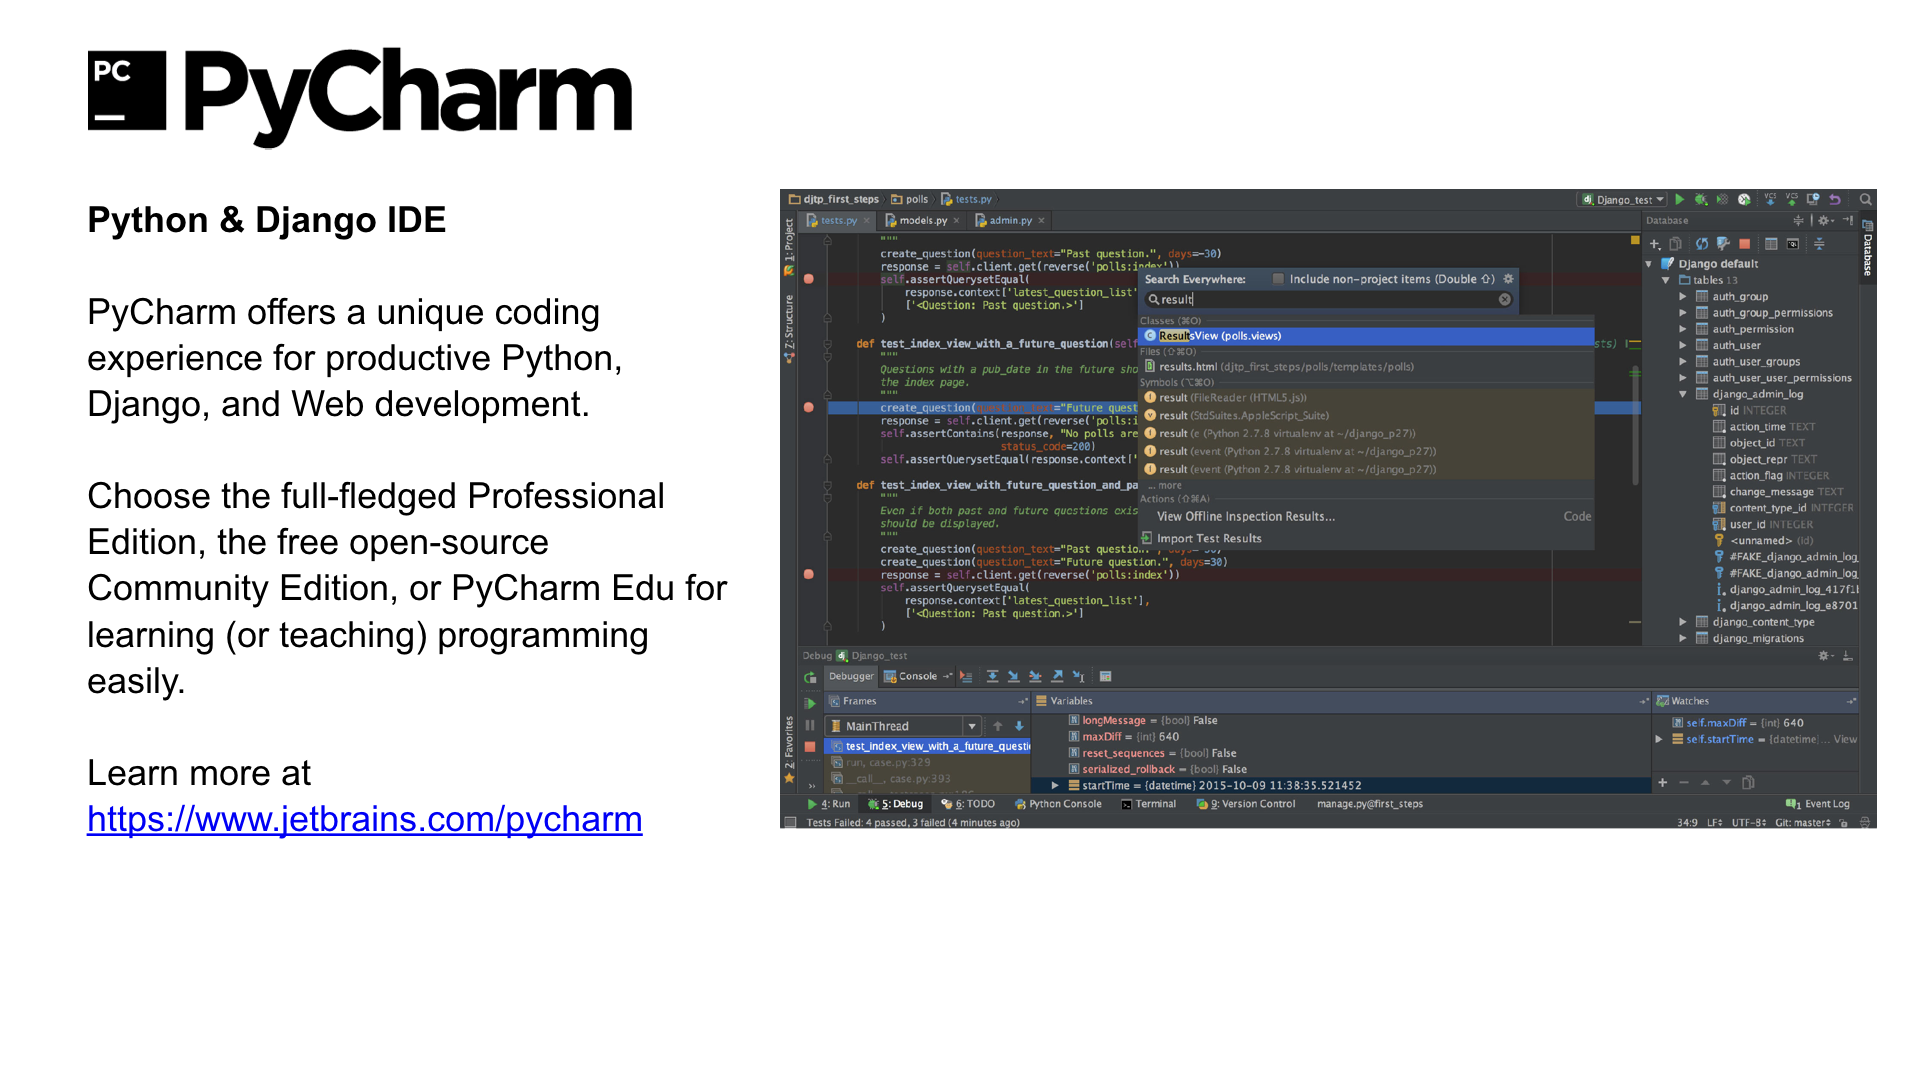 PC
PyCharm
Python & Django IDE
PyCharm offers a unique coding
experience for productive Python,
Django, and Web development.
Choose the full-fledged Professional
Edition, the free open-source
Community Edition, or PyCharm Edu for
learning (or teaching) programming
easily.
Learn more at
https://www.jetbrains.com/pycharm
djtp_first_steps polls tests.py
Django_test
tests.py models.py admin.py
1: Project
Z: Structure
2: Favorites
"""
create_question(question_text="Past question.", days=-30)
response = self.client.get(reverse('polls:index'))
self.assertQuerysetEqual(
response.context['latest_question_list'
['<Question: Past question.>']
)
def test_index_view_with_a_future_question(self
"""
Questions with a pub_date in the future sho
the index page.
"""
create_question(question_text="Future quest
response = self.client.get(reverse('polls:i
self.assertContains(response, "No polls are
status_code=200)
self.assertQuerysetEqual(response.context['
def test_index_view_with_future_question_and_pa
"""
Even if both past and future questions exis
should be displayed.
"""
create_question(question_text="Past question.", days=-30)
create_question(question_text="Future question.", days=30)
response = self.client.get(reverse('polls:index'))
self.assertQuerysetEqual(
response.context['latest_question_list'],
['<Question: Past question.>']
)
Search Everywhere: Include non-project items (Double ⇧)
result
Classes (⌘O)
ResultsView (polls.views)
Files (⇧⌘O)
results.html (djtp_first_steps/polls/templates/polls)
Symbols (⌥⌘O)
result (FileReader (HTML5.js))
result (StdSuites.AppleScript_Suite)
result (e (Python 2.7.8 virtualenv at ~/django_p27))
result (event (Python 2.7.8 virtualenv at ~/django_p27))
result (event (Python 2.7.8 virtualenv at ~/django_p27))
... more
Actions (⇧⌘A)
View Offline Inspection Results... Code
Import Test Results
Database
Database
Django default
tables 13
auth_group
auth_group_permissions
auth_permission
auth_user
auth_user_groups
auth_user_user_permissions
django_admin_log
id INTEGER
action_time TEXT
object_id TEXT
object_repr TEXT
action_flag INTEGER
change_message TEXT
content_type_id INTEGER
user_id INTEGER
<unnamed> (id)
#FAKE_django_admin_log_
#FAKE_django_admin_log_
django_admin_log_417f1
django_admin_log_e8701
django_content_type
django_migrations
Debug Django_test
Debugger Console
Frames
MainThread
test_index_view_with_a_future_questi
run, case.py:329
__call__, case.py:393
Variables
longMessage = {bool} False
maxDiff = {int} 640
reset_sequences = {bool} False
serialized_rollback = {bool} False
startTime = {datetime} 2015-10-09 11:38:35.521452
Watches
self.maxDiff = {int} 640
self.startTime = {datetime}... View
4: Run 5: Debug 6: TODO Python Console Terminal 9: Version Control manage.py@first_steps
1 Event Log
Tests Failed: 4 passed, 3 failed (4 minutes ago)
34:9 LF UTF-8 Git: master